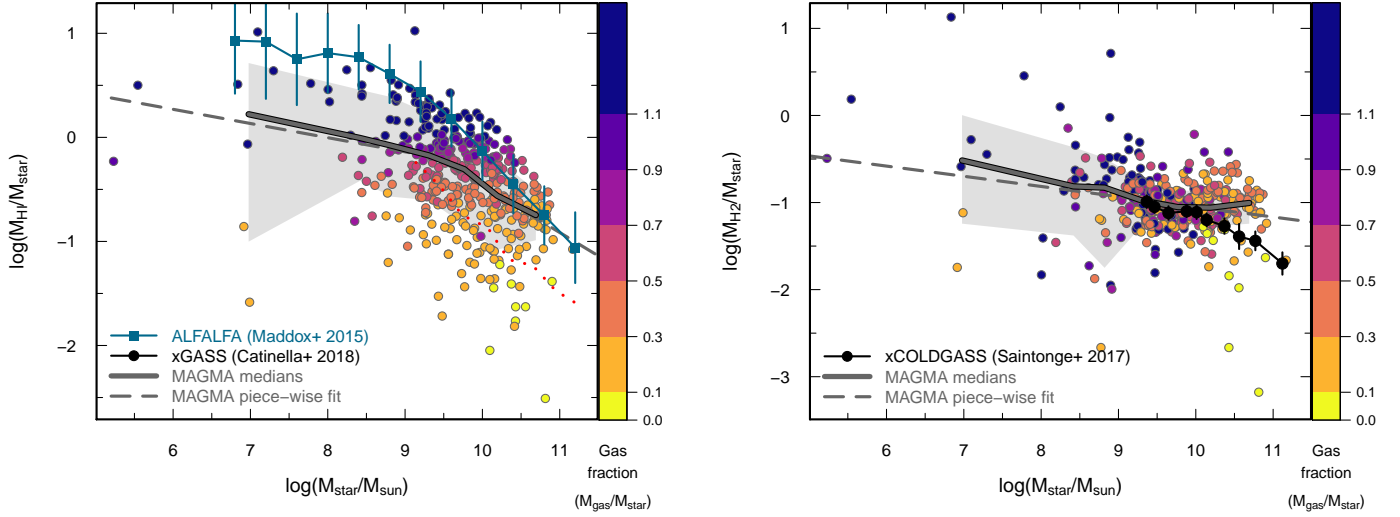 1
0
−1
−2
log(M_HI/M_star)
6
7
8
9
10
11
log(M_star/M_sun)
ALFALFA (Maddox+ 2015)
xGASS (Catinella+ 2018)
MAGMA medians
MAGMA piece−wise fit
1.1
0.9
0.7
0.5
0.3
0.1
0.0
Gas
fraction
(M_gas/M_star)
1
0
−1
−2
−3
log(M_H2/M_star)
6
7
8
9
10
11
log(M_star/M_sun)
xCOLDGASS (Saintonge+ 2017)
MAGMA medians
MAGMA piece−wise fit
1.1
0.9
0.7
0.5
0.3
0.1
0.0
Gas
fraction
(M_gas/M_star)